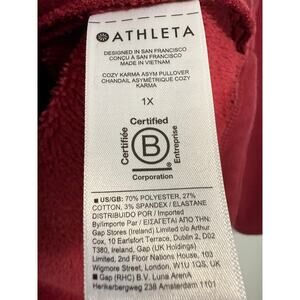 ATHLETA
DESIGNED IN SAN FRANCISCO
CONÇU À SAN FRANCISCO
MADE IN VIETNAM
COZY KARMA ASYM PULLOVER
CHANDAIL ASYMÉTRIQUE COZY
KARMA
1X
Certified
Certifiée
B
Entreprise
Corporation
US/GB: 70% POLYESTER, 27%
COTTON, 3% SPANDEX / ELASTANE
DISTRIBUIDO POR / Imported
By/Importé par / ΕΙΣΑΓΕΤΑΙ ΑΠΟ ΤΗΝ:
Gap Stores (Ireland) Limited c/o Arthur
Cox, 10 Earlsfort Terrace, Dublin 2, D02
T380, Ireland, Gap (UK Holdings)
Limited, 2nd Floor Nations House, 103
Wigmore Street, London, W1U 1QS, UK
Gap (RHC) B.V. Luna ArenA
Herikerbergweg 238 Amsterdam 1101